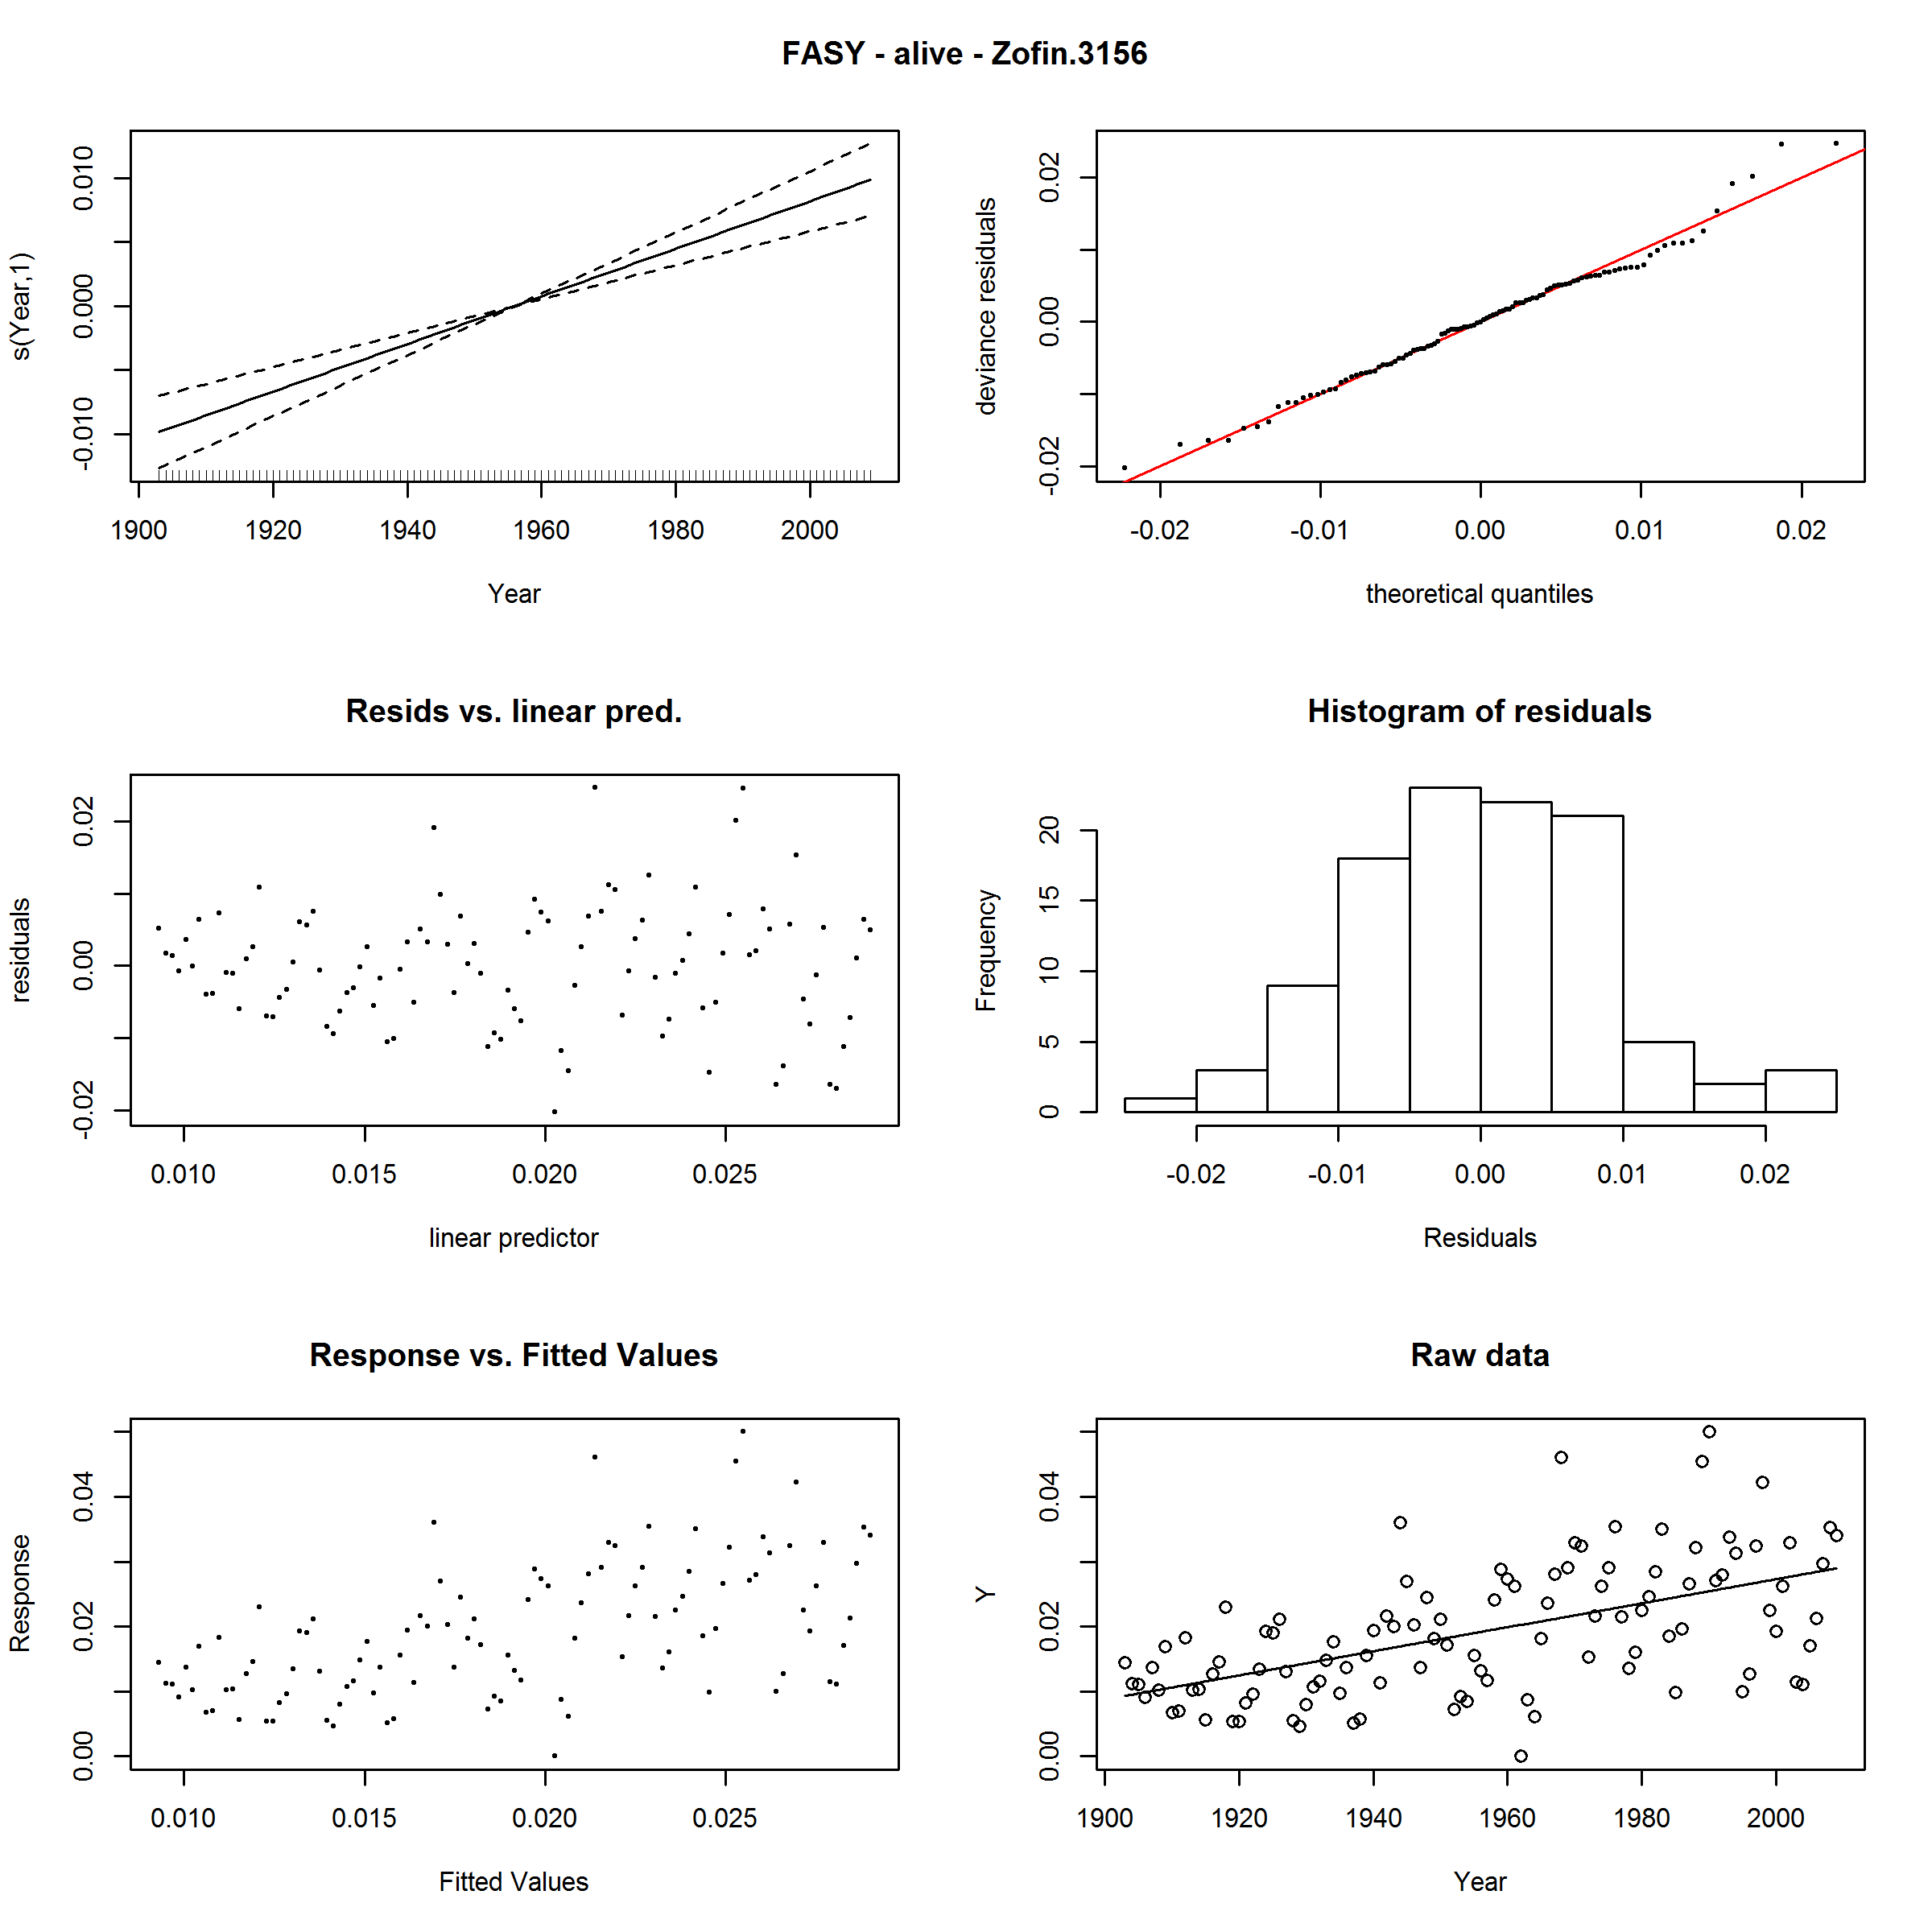 FASY - alive - Zofin.3156
s(Year,1)
-0.010 0.000 0.010
1900 1920 1940 1960 1980 2000
Year
deviance residuals
-0.02 0.00 0.02
-0.02 -0.01 0.00 0.01 0.02
theoretical quantiles
Resids vs. linear pred.
residuals
-0.02 0.00 0.02
0.010 0.015 0.020 0.025
linear predictor
Histogram of residuals
Frequency
0 5 10 15 20
-0.02 -0.01 0.00 0.01 0.02
Residuals
Response vs. Fitted Values
Response
0.00 0.02 0.04
0.010 0.015 0.020 0.025
Fitted Values
Raw data
Y
0.00 0.02 0.04
1900 1920 1940 1960 1980 2000
Year